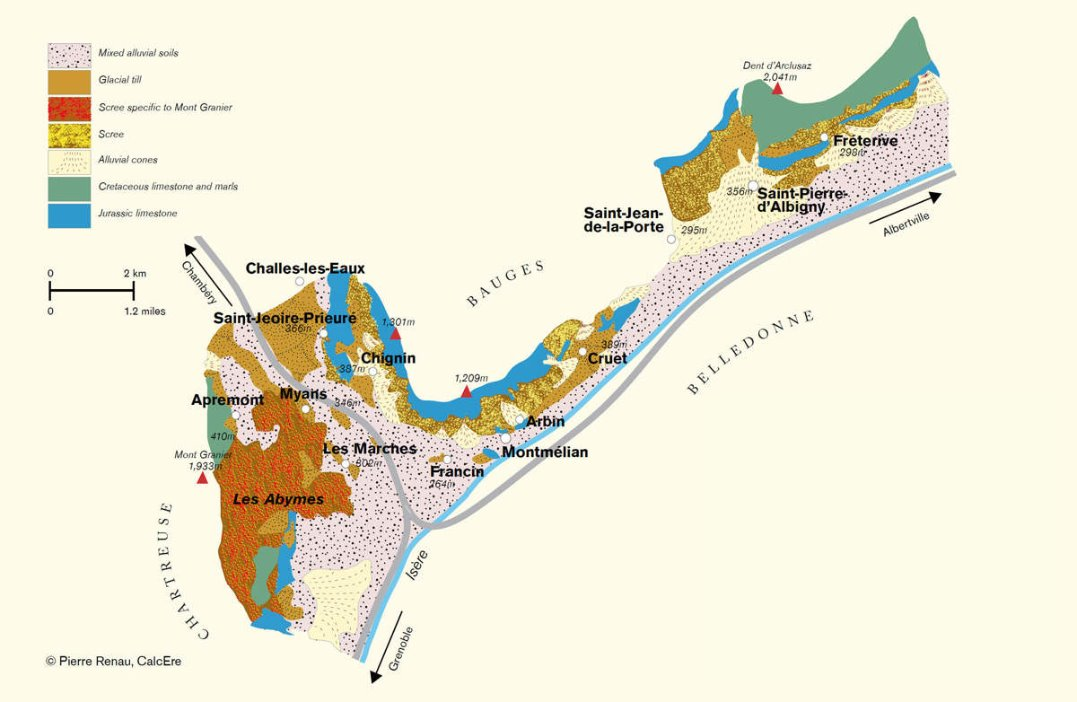 Mixed alluvial soils
Glacial till
Scree specific to Mont Granier
Scree
Alluvial cones
Cretaceous limestone and marls
Jurassic limestone
0 2 km
0 1.2 miles
Dent d'Arclusaz
2,041m
Fréterive
298m
356m
Saint-Pierre-
d'Albigny
Saint-Jean-
de-la-Porte
295m
Albertville
BAUGES
BELLEDONNE
Chambéry
Challes-les-Eaux
Saint-Jeoire-Prieuré
366m
1,301m
Chignin
387m
1,209m
389m
Cruet
Apremont
Myans
346m
410m
Arbin
Mont Granier
1,933m
Les Marches
302m
Montmélian
Francin
264m
Les Abymes
CHARTREUSE
Isère
Grenoble
© Pierre Renau, CalcEre